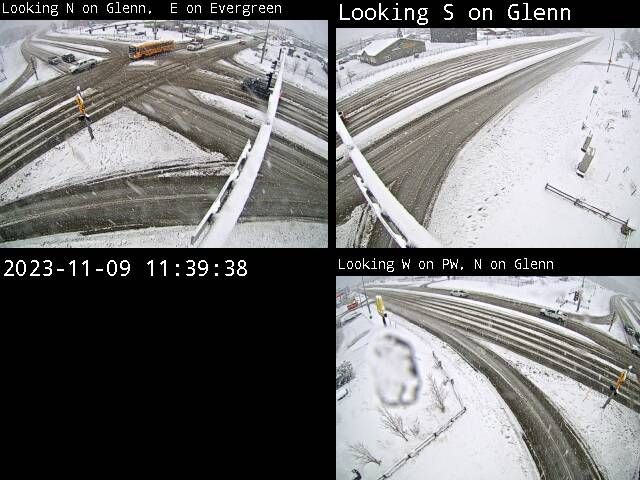 Looking N on Glenn,  E on Evergreen
Looking S on Glenn
2023-11-09 11:39:38
Looking W on PW, N on Glenn